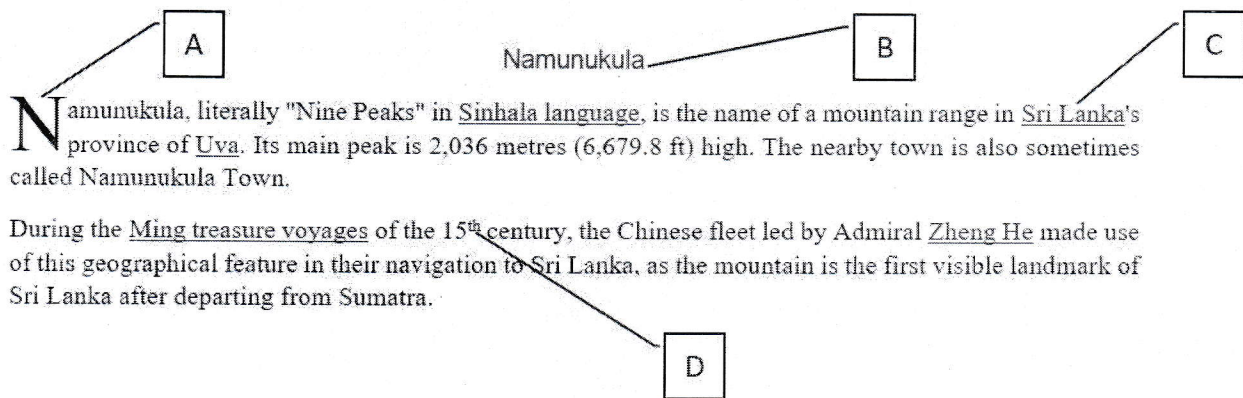 A
Namunukula
B
C
Namunukula, literally "Nine Peaks" in Sinhala language, is the name of a mountain range in Sri Lanka's
province of Uva. Its main peak is 2,036 metres (6,679.8 ft) high. The nearby town is also sometimes
called Namunukula Town.
During the Ming treasure voyages of the 15th century, the Chinese fleet led by Admiral Zheng He made use
of this geographical feature in their navigation to Sri Lanka, as the mountain is the first visible landmark of
Sri Lanka after departing from Sumatra.
D